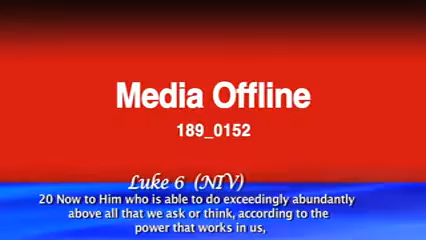 Media Offline
189_0152
Luke 6 (NIV)
20 Now to Him who is able to do exceedingly abundantly
above all that we ask or think, according to the
power that works in us,